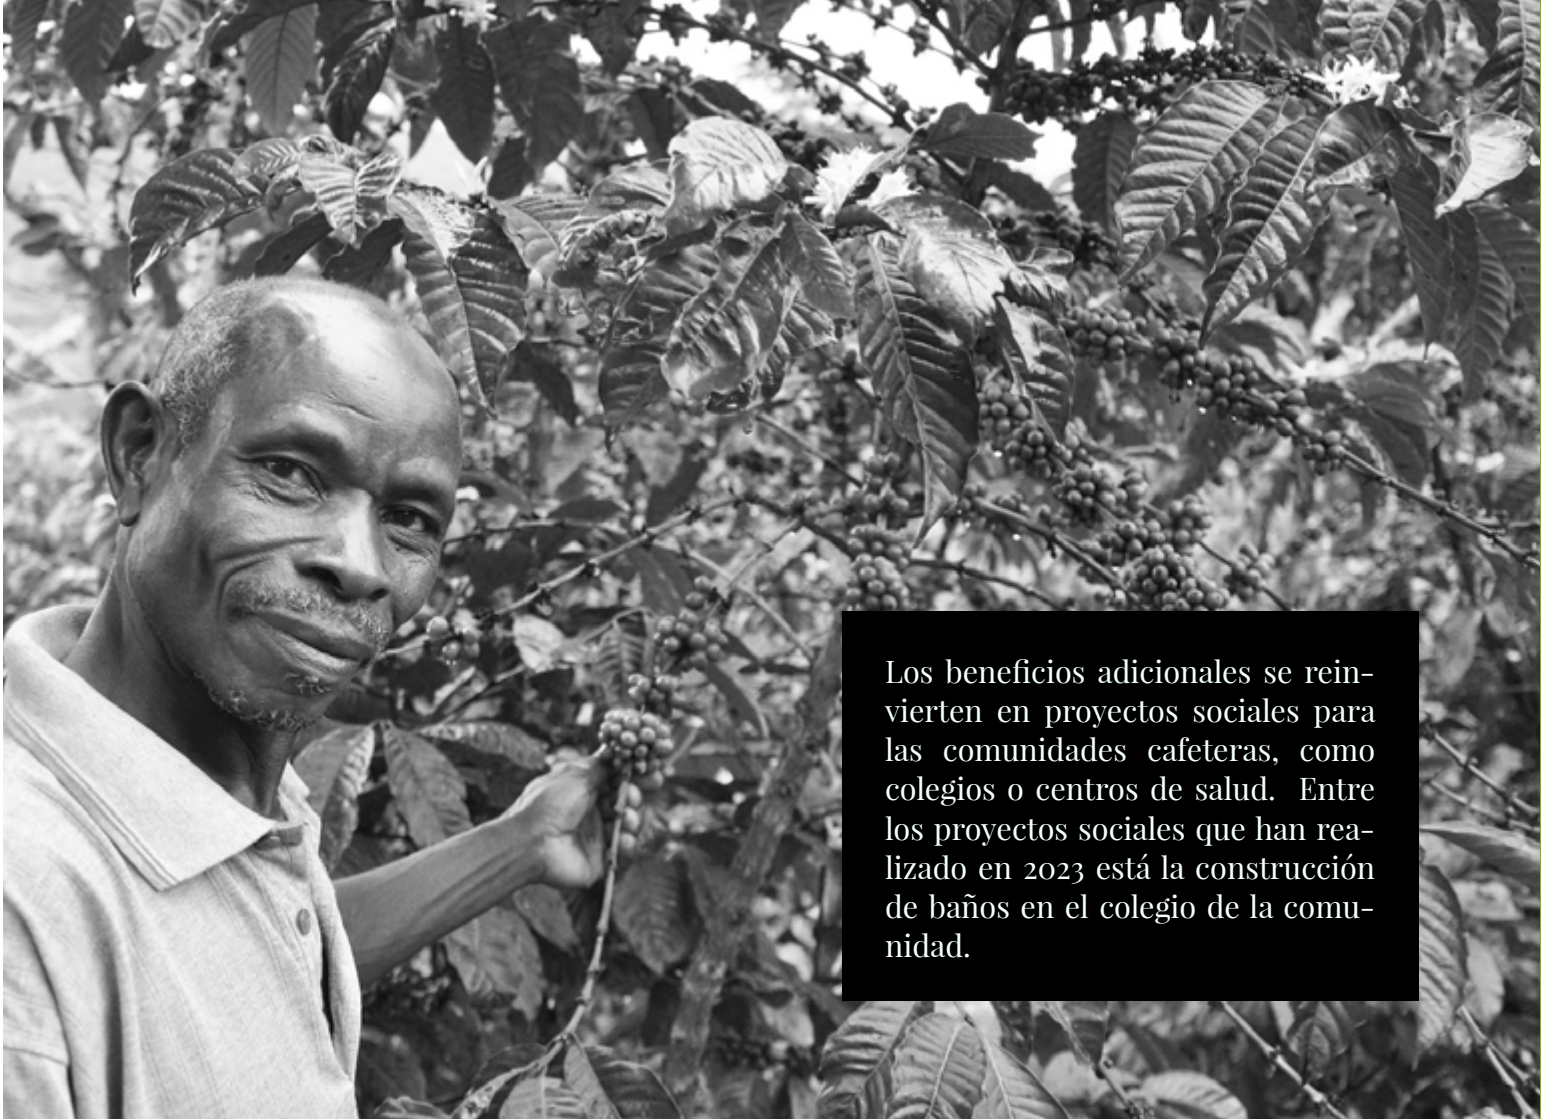 Los beneficios adicionales se rein-
vierten en proyectos sociales para
las comunidades cafeteras, como
colegios o centros de salud.  Entre
los proyectos sociales que han rea-
lizado en 2023 está la construcción
de baños en el colegio de la comu-
nidad.